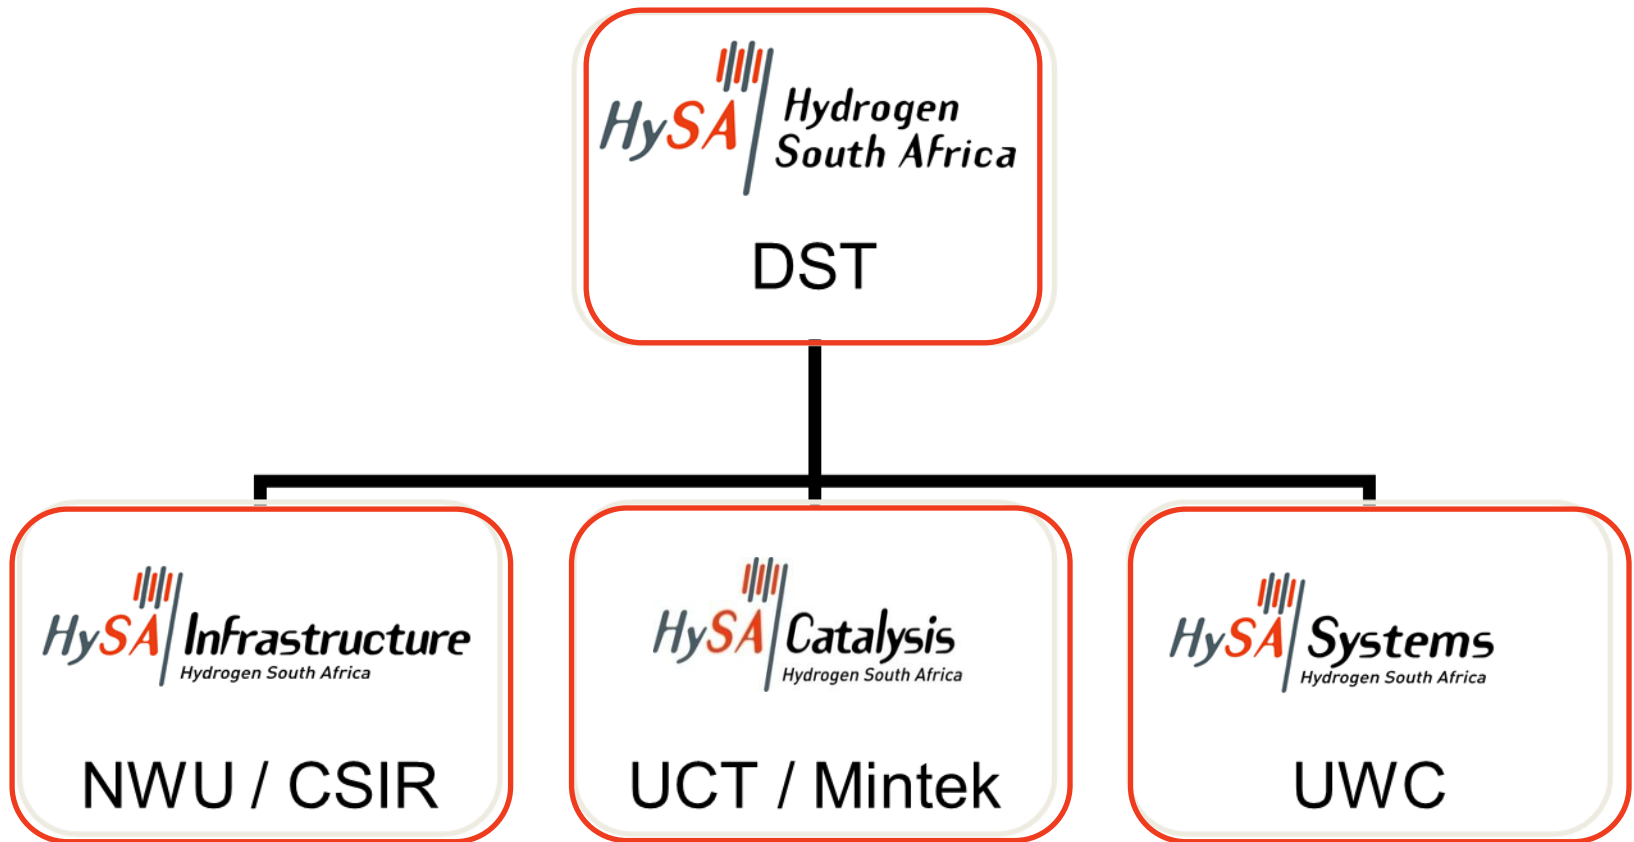 HySA Hydrogen
South Africa
DST
HySA Infrastructure
Hydrogen South Africa
NWU / CSIR
HySA Catalysis
Hydrogen South Africa
UCT / Mintek
HySA Systems
Hydrogen South Africa
UWC